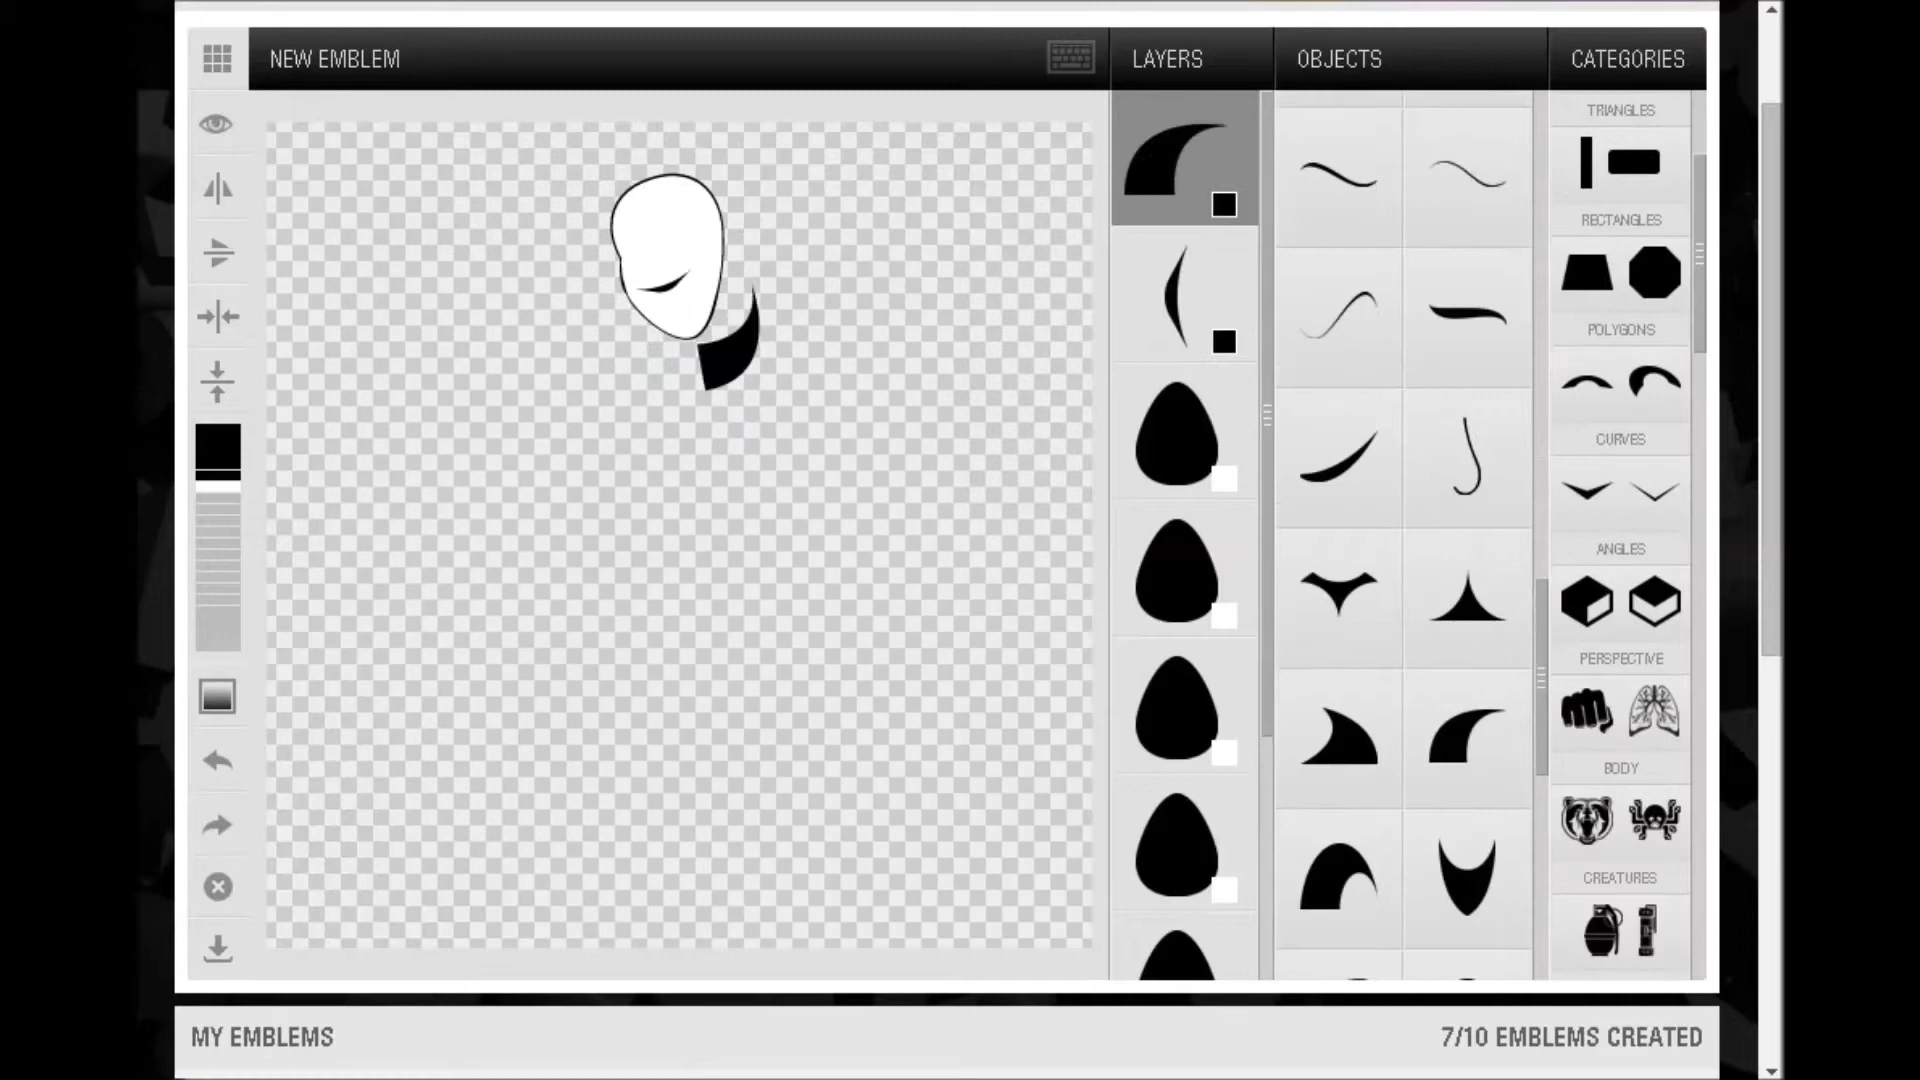 NEW EMBLEM
LAYERS
OBJECTS
CATEGORIES
TRIANGLES
RECTANGLES
POLYGONS
CURVES
ANGLES
PERSPECTIVE
BODY
CREATURES
MY EMBLEMS
7/10 EMBLEMS CREATED